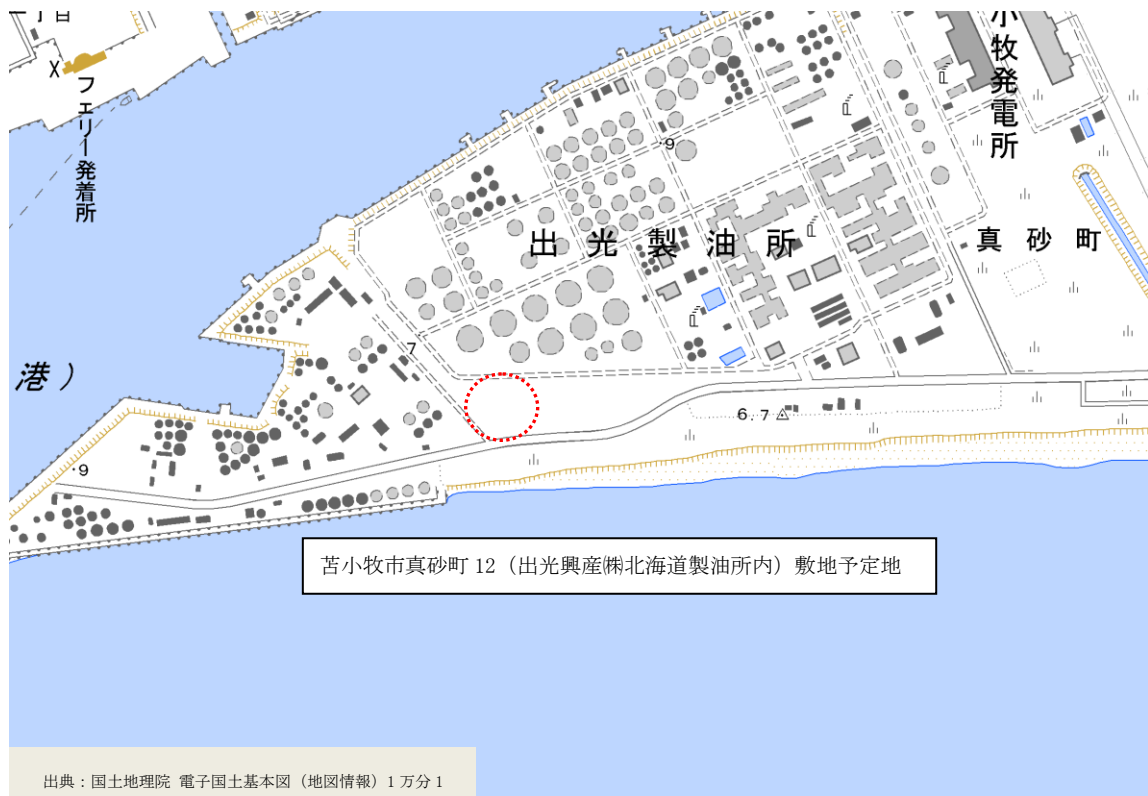 二丁目
フェリー発着所
小牧発電所
9
出光製油所
真砂町
7
港）
6.7
9
苫小牧市真砂町 12（出光興産㈱北海道製油所内）敷地予定地
出典：国土地理院 電子国土基本図（地図情報）1 万分 1